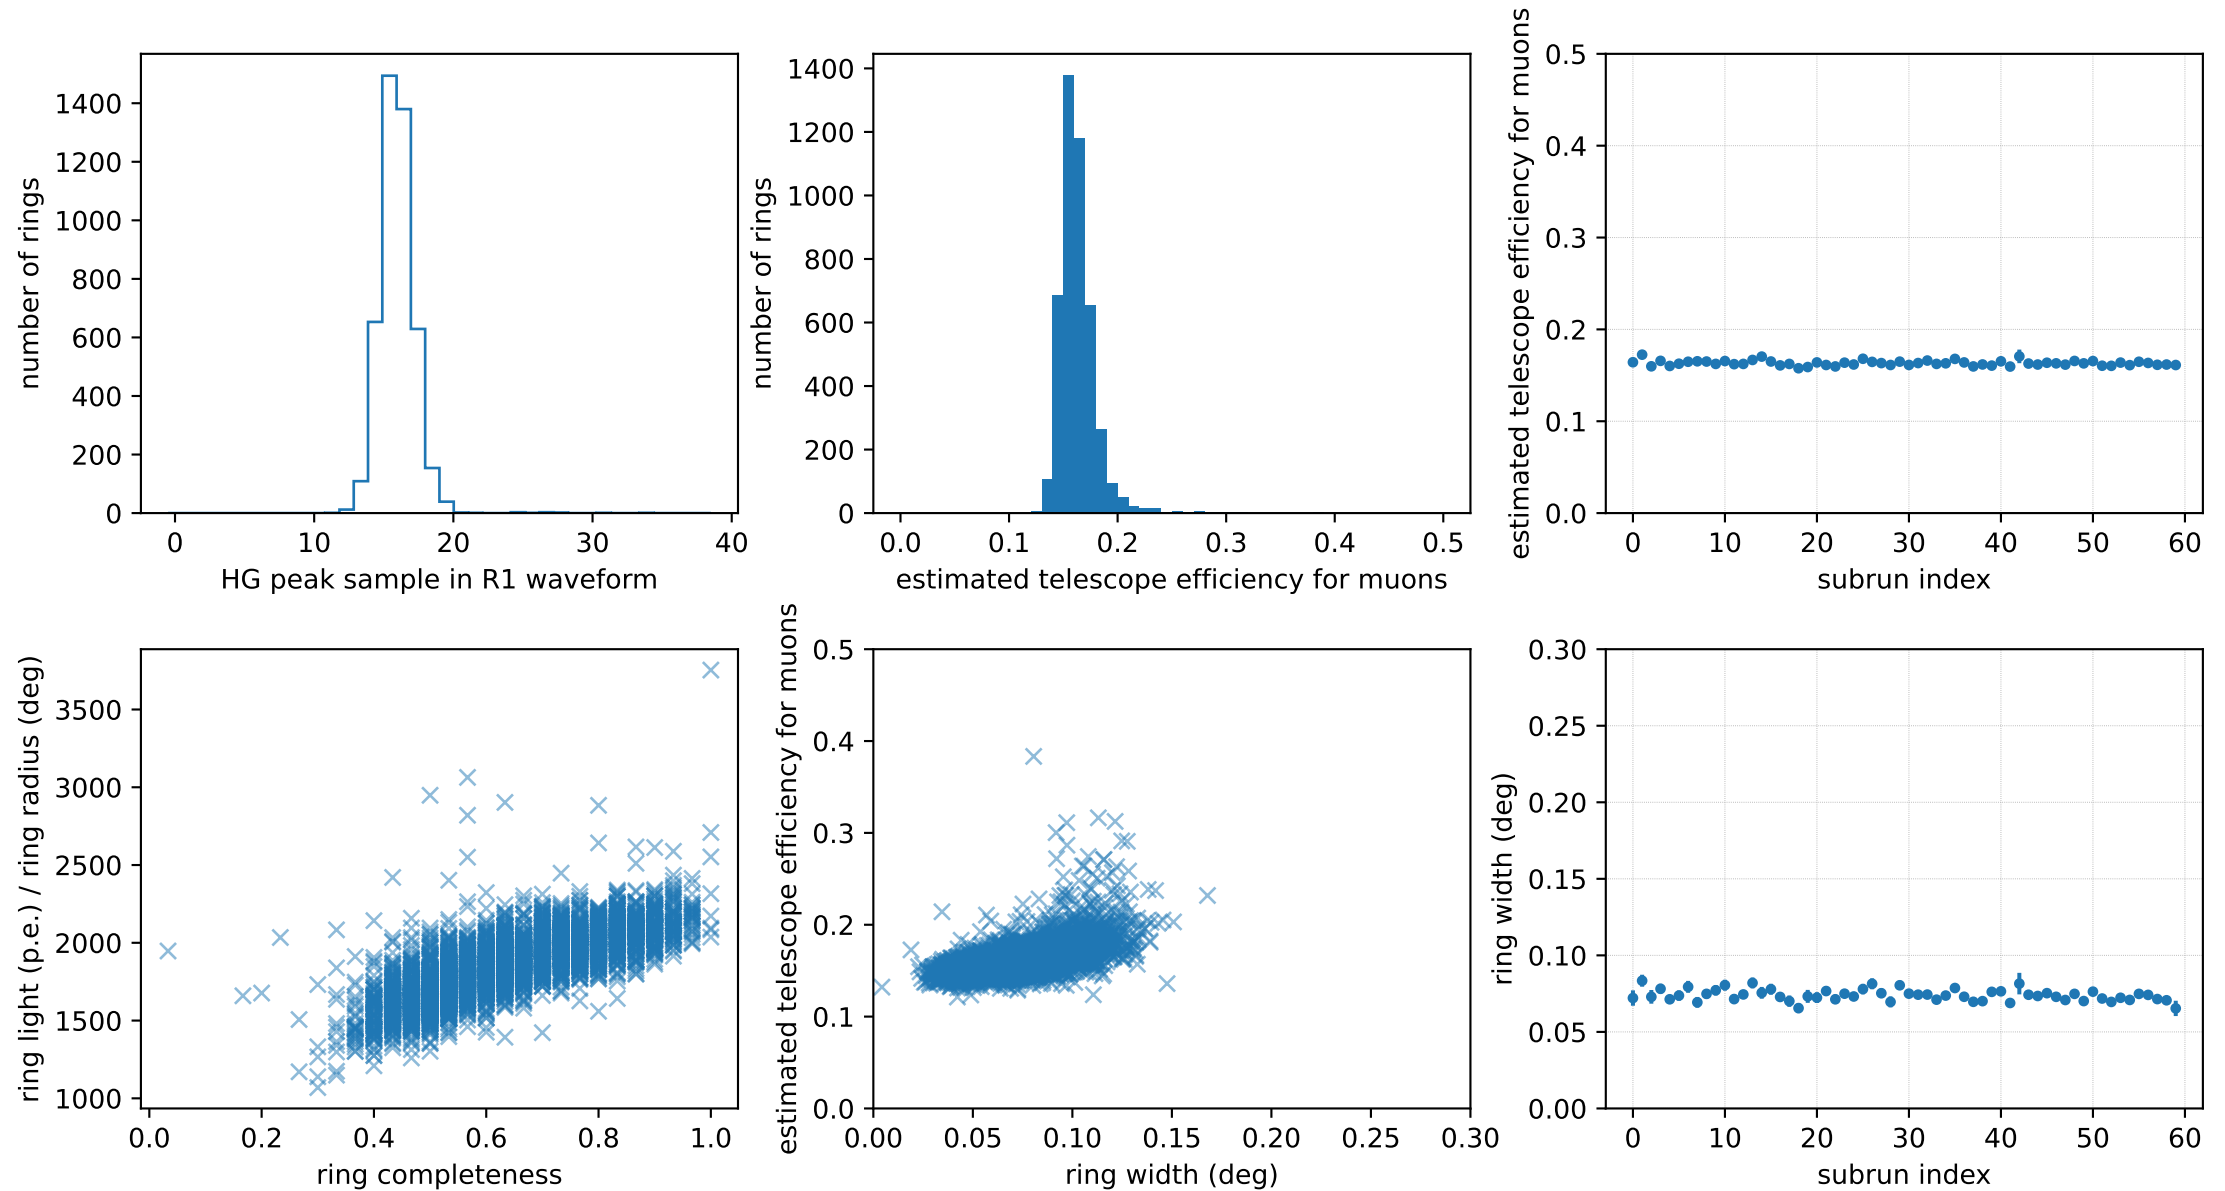 number of rings
1400
1200
1000
800
600
400
200
0
0 10 20 30 40
HG peak sample in R1 waveform
number of rings
1400
1200
1000
800
600
400
200
0
0.0 0.1 0.2 0.3 0.4 0.5
estimated telescope efficiency for muons
estimated telescope efficiency for muons
0.5
0.4
0.3
0.2
0.1
0.0
0 10 20 30 40 50 60
subrun index
ring light (p.e.) / ring radius (deg)
3500
3000
2500
2000
1500
1000
0.0 0.2 0.4 0.6 0.8 1.0
ring completeness
estimated telescope efficiency for muons
0.5
0.4
0.3
0.2
0.1
0.0
0.00 0.05 0.10 0.15 0.20 0.25 0.30
ring width (deg)
ring width (deg)
0.30
0.25
0.20
0.15
0.10
0.05
0.00
0 10 20 30 40 50 60
subrun index